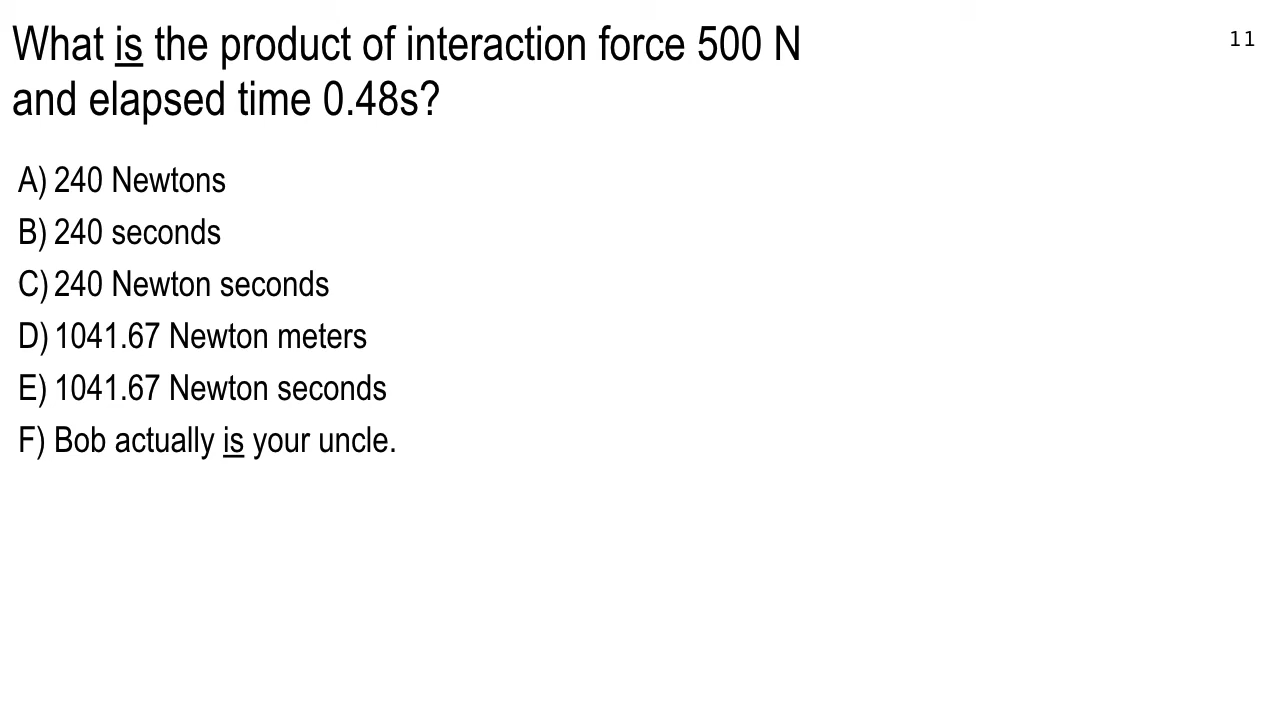 What is the product of interaction force 500 N
11
and elapsed time 0.48s?
A) 240 Newtons
B) 240 seconds
C) 240 Newton seconds
D) 1041.67 Newton meters
E) 1041.67 Newton seconds
F) Bob actually is your uncle.